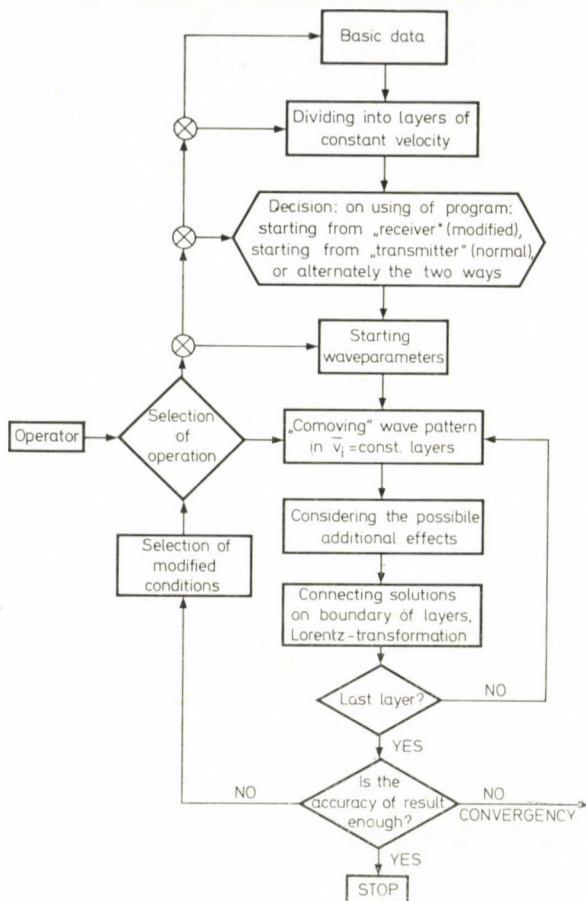 Basic data
Dividing into layers of
constant velocity
Decision: on using of program:
starting from „receiver" (modified),
starting from „transmitter" (normal),
or alternately the two ways
Starting
waveparameters
Operator
Selection
of
operation
„Comoving" wave pattern
in v̅ᵢ =const. layers
Considering the possibile
additional effects
Selection of
modified
conditions
Connecting solutions
on boundary of layers,
Lorentz-transformation
Last layer?
NO
YES
NO
Is the
accuracy of result
enough?
NO
CONVERGENCY
YES
STOP